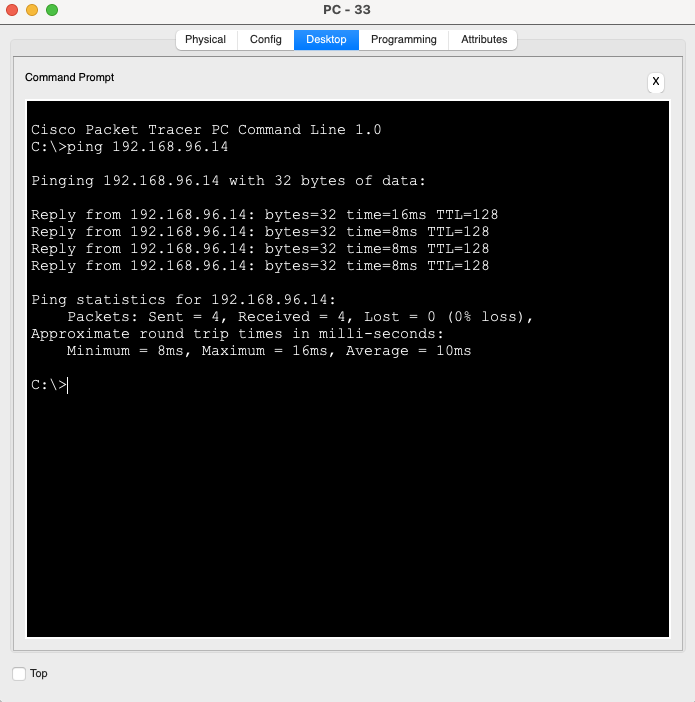 PC - 33
Physical Config Desktop Programming Attributes
Command Prompt
X
Cisco Packet Tracer PC Command Line 1.0
C:\>ping 192.168.96.14
Pinging 192.168.96.14 with 32 bytes of data:
Reply from 192.168.96.14: bytes=32 time=16ms TTL=128
Reply from 192.168.96.14: bytes=32 time=8ms TTL=128
Reply from 192.168.96.14: bytes=32 time=8ms TTL=128
Reply from 192.168.96.14: bytes=32 time=8ms TTL=128
Ping statistics for 192.168.96.14:
Packets: Sent = 4, Received = 4, Lost = 0 (0% loss),
Approximate round trip times in milli-seconds:
Minimum = 8ms, Maximum = 16ms, Average = 10ms
C:\>
Top